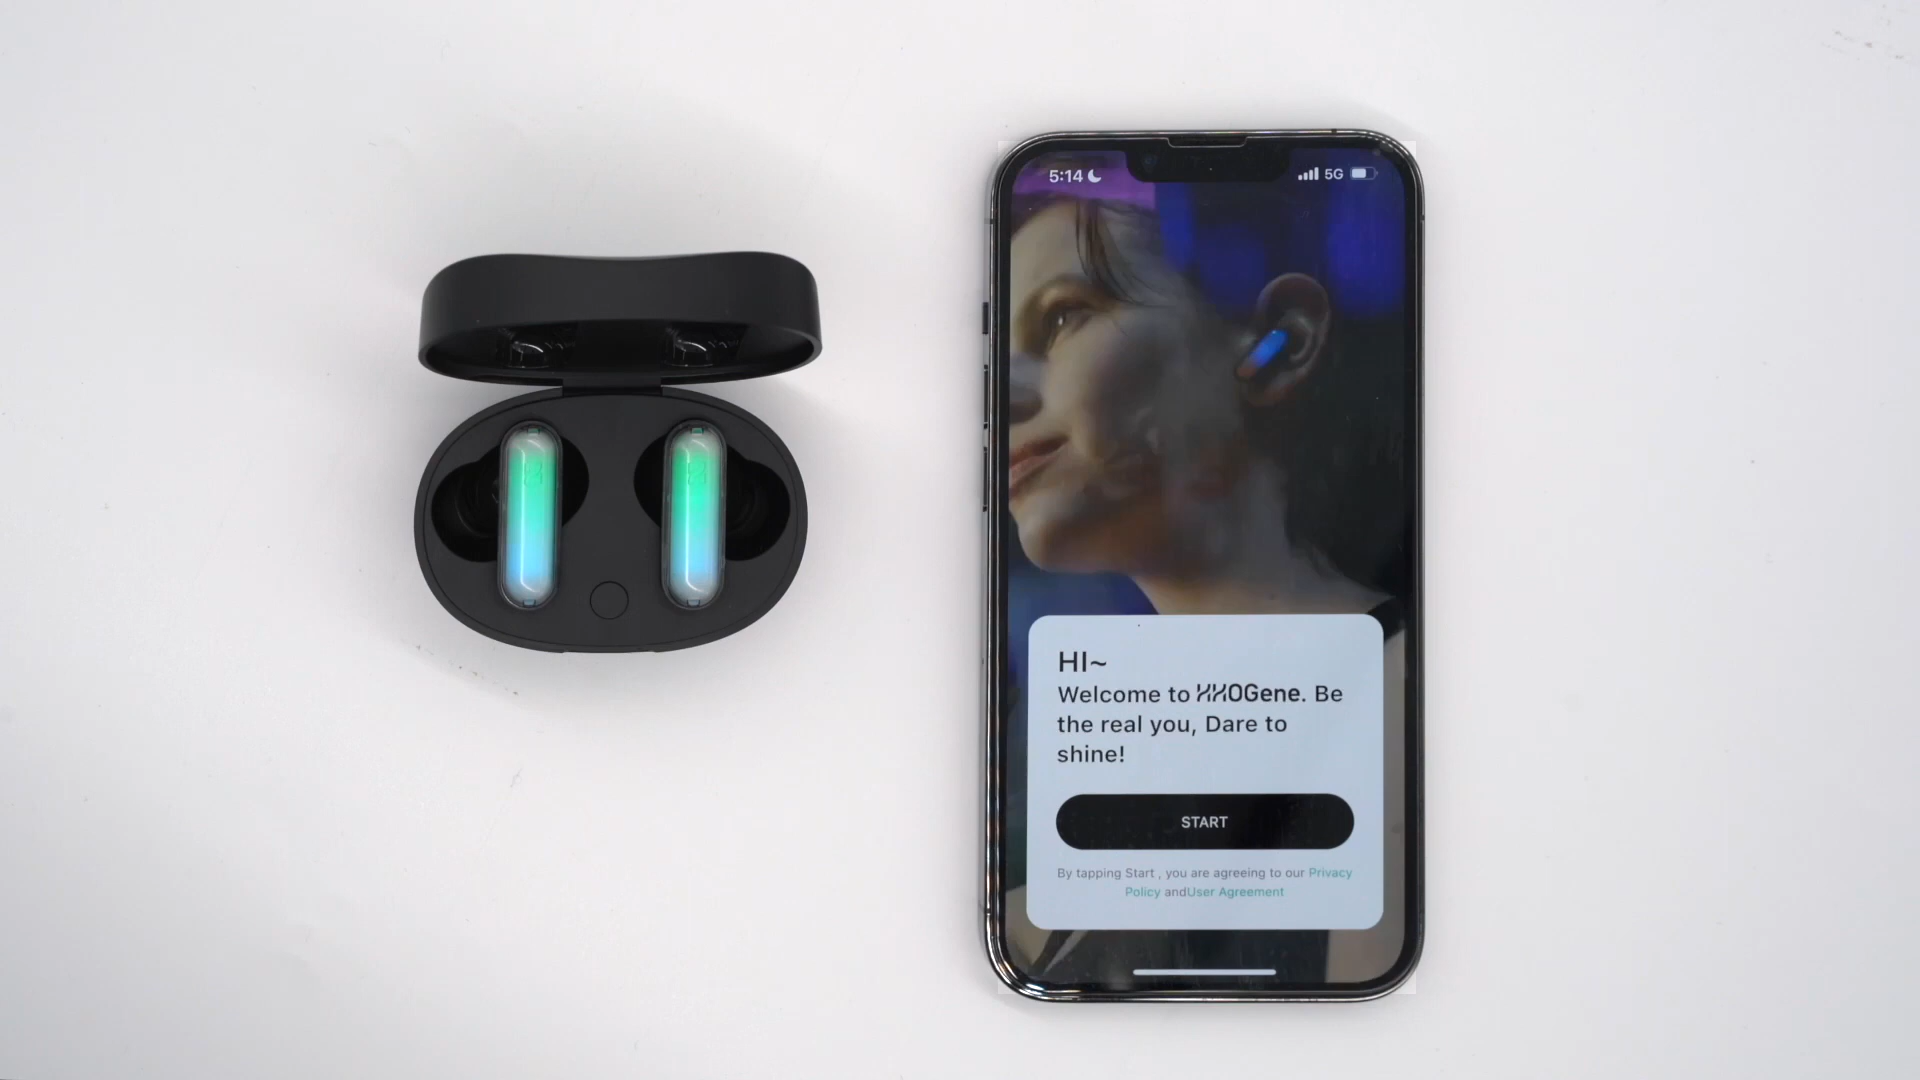 5:14
5G
HI~
Welcome to HHOGene. Be
the real you, Dare to
shine!
START
By tapping Start , you are agreeing to our Privacy
Policy andUser Agreement